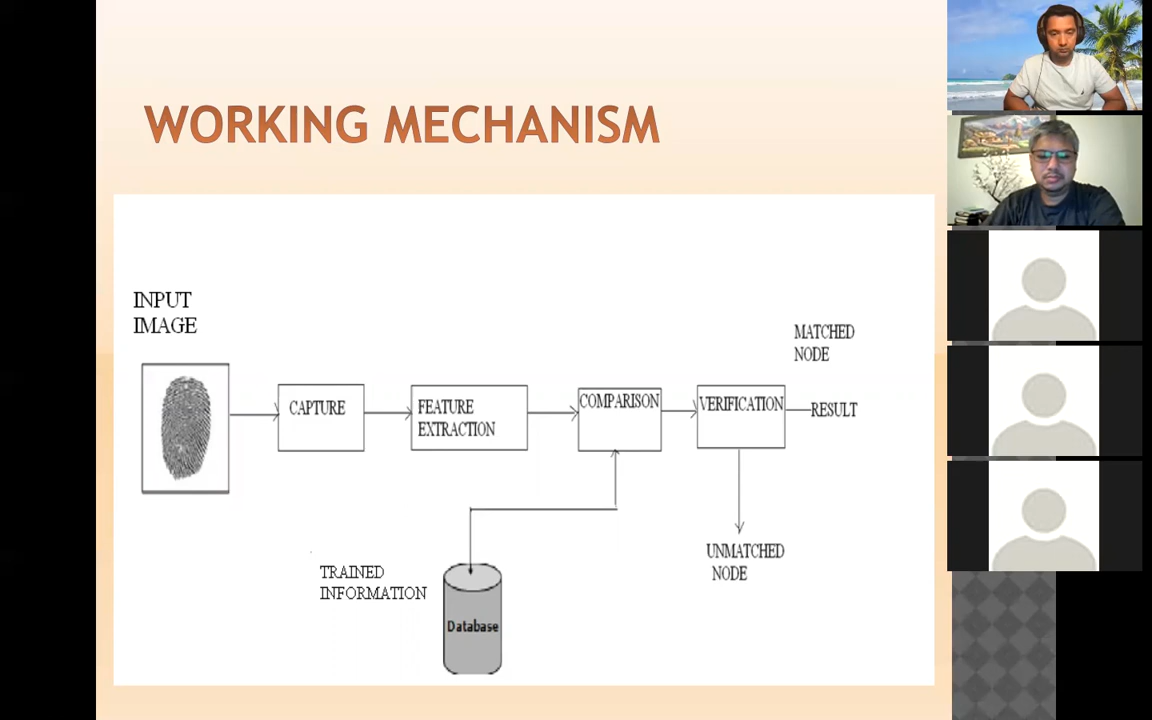 WORKING MECHANISM
INPUT
IMAGE
MATCHED
NODE
CAPTURE
FEATURE
EXTRACTION
COMPARISON
VERIFICATION
RESULT
UNMATCHED
NODE
TRAINED
INFORMATION
Database